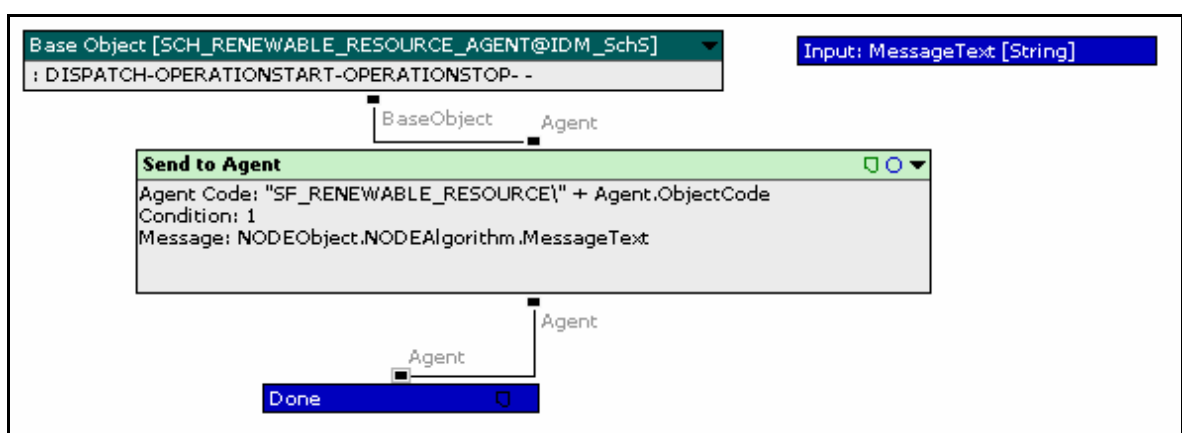 Base Object [SCH_RENEWABLE_RESOURCE_AGENT@IDM_SchS]
Input: MessageText [String]
: DISPATCH-OPERATIONSTART-OPERATIONSTOP- -
BaseObject
Agent
Send to Agent
Agent Code: "SF_RENEWABLE_RESOURCE\" + Agent.ObjectCode
Condition: 1
Message: NODEObject.NODEAlgorithm.MessageText
Agent
Agent
Done